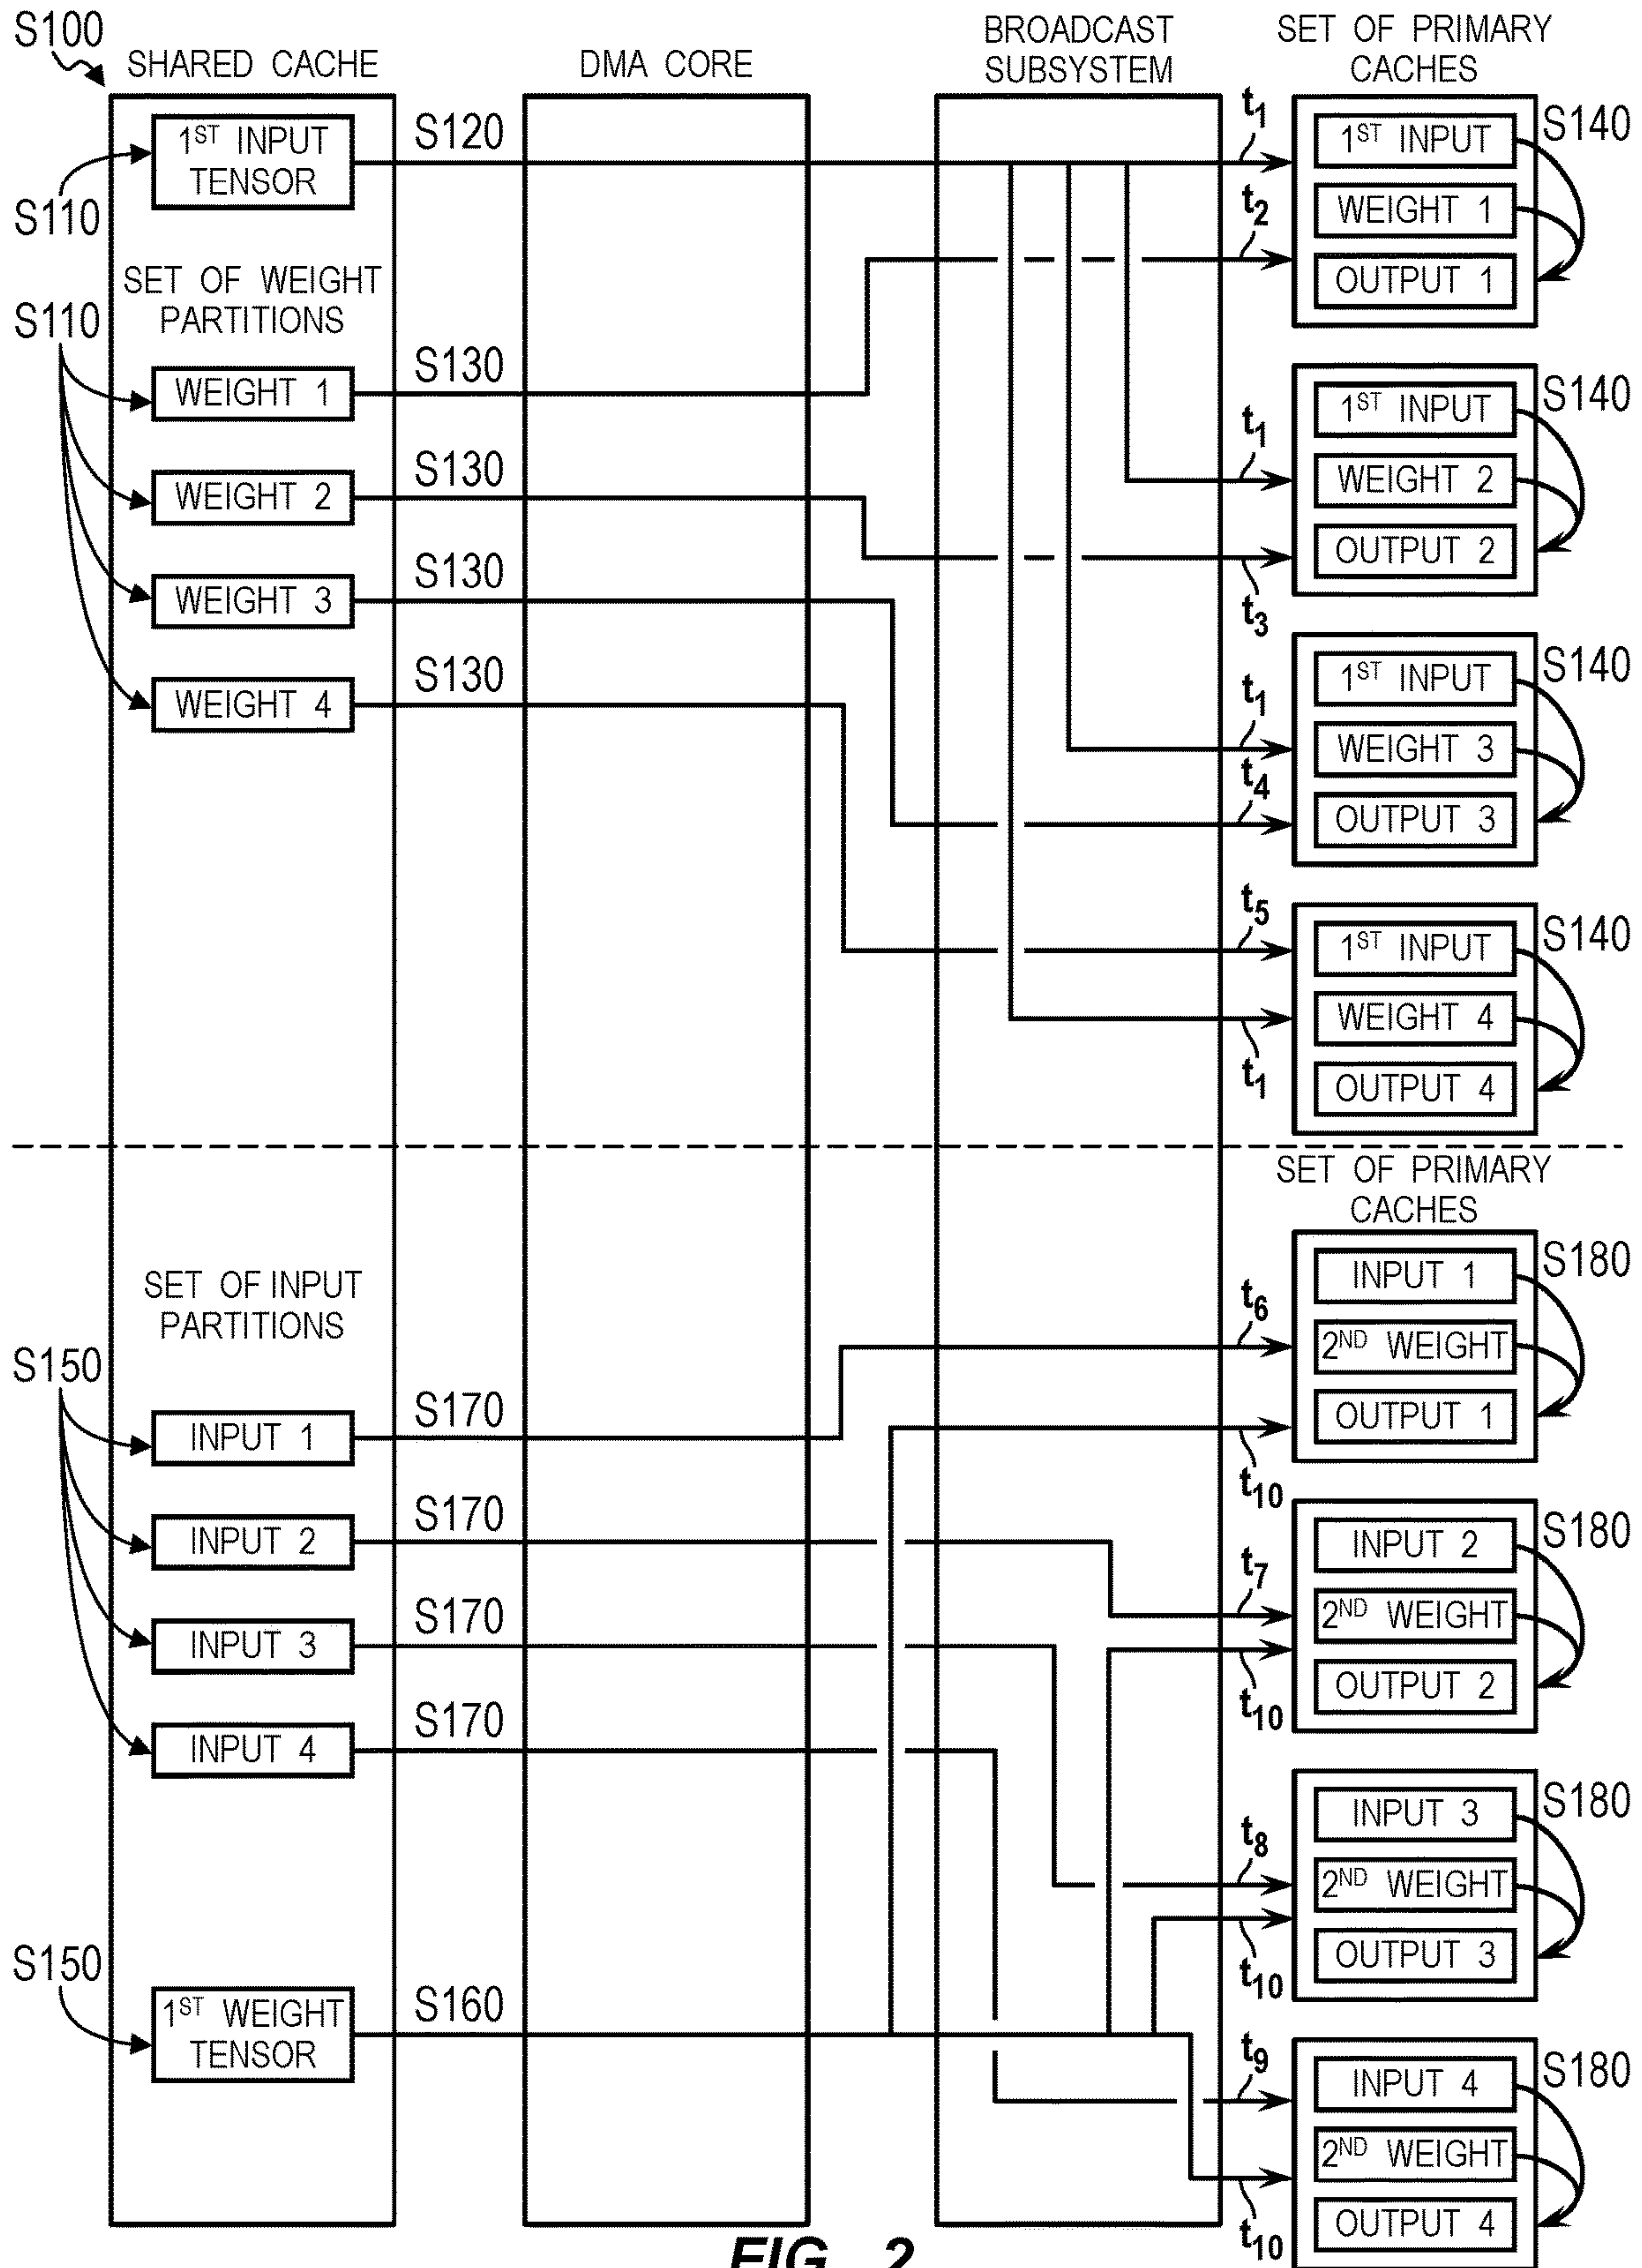 S100
SHARED CACHE
DMA CORE
BROADCAST
SUBSYSTEM
SET OF PRIMARY
CACHES
1ST INPUT
TENSOR
S110
S120
t1
t2
1ST INPUT
WEIGHT 1
OUTPUT 1
S140
SET OF WEIGHT
PARTITIONS
S110
WEIGHT 1
S130
WEIGHT 2
S130
WEIGHT 3
S130
WEIGHT 4
S130
t1
t3
1ST INPUT
WEIGHT 2
OUTPUT 2
S140
t1
t4
1ST INPUT
WEIGHT 3
OUTPUT 3
S140
t5
t1
1ST INPUT
WEIGHT 4
OUTPUT 4
S140
SET OF PRIMARY
CACHES
SET OF INPUT
PARTITIONS
S150
INPUT 1
S170
INPUT 2
S170
INPUT 3
S170
INPUT 4
S170
t6
t10
INPUT 1
2ND WEIGHT
OUTPUT 1
S180
t7
t10
INPUT 2
2ND WEIGHT
OUTPUT 2
S180
t8
t10
INPUT 3
2ND WEIGHT
OUTPUT 3
S180
S150
1ST WEIGHT
TENSOR
S160
t9
t10
INPUT 4
2ND WEIGHT
OUTPUT 4
S180
FIG. 2